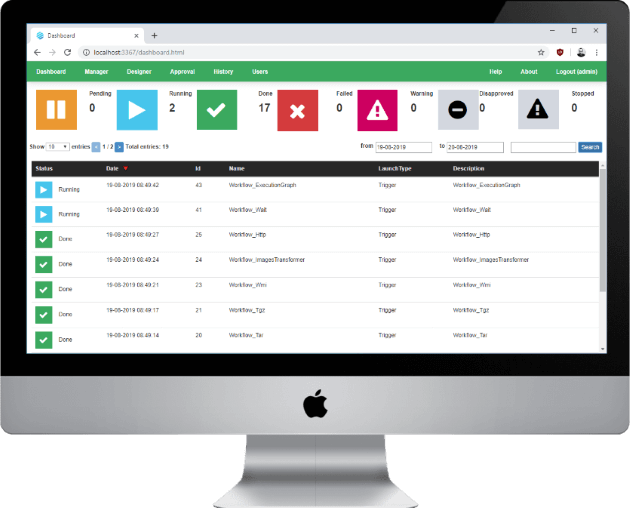 Dashboard
localhost:3367/dashboard.html
Dashboard Manager Designer Approval History Users Help About Logout (admin)
Pending Running Done Failed Warning Disapproved Stopped
0 2 17 0 0 0 0
Show 10 entries 1 / 2 Total entries: 19 from 19-08-2019 to 20-08-2019 Search
Status Date Id Name LaunchType Description
Running 19-08-2019 08:49:42 43 Workflow_ExecutionGraph Trigger Workflow_ExecutionGraph
Running 19-08-2019 08:49:39 41 Workflow_Wait Trigger Workflow_Wait
Done 19-08-2019 08:49:27 25 Workflow_Http Trigger Workflow_Http
Done 19-08-2019 08:49:24 24 Workflow_ImagesTransformer Trigger Workflow_ImagesTransformer
Done 19-08-2019 08:49:21 23 Trigger
Done 19-08-2019 08:49:17 21 Workflow_Tgz Trigger Workflow_Tgz
Done 19-08-2019 08:49:14 20 Workflow_Tar Trigger Workflow_Tar